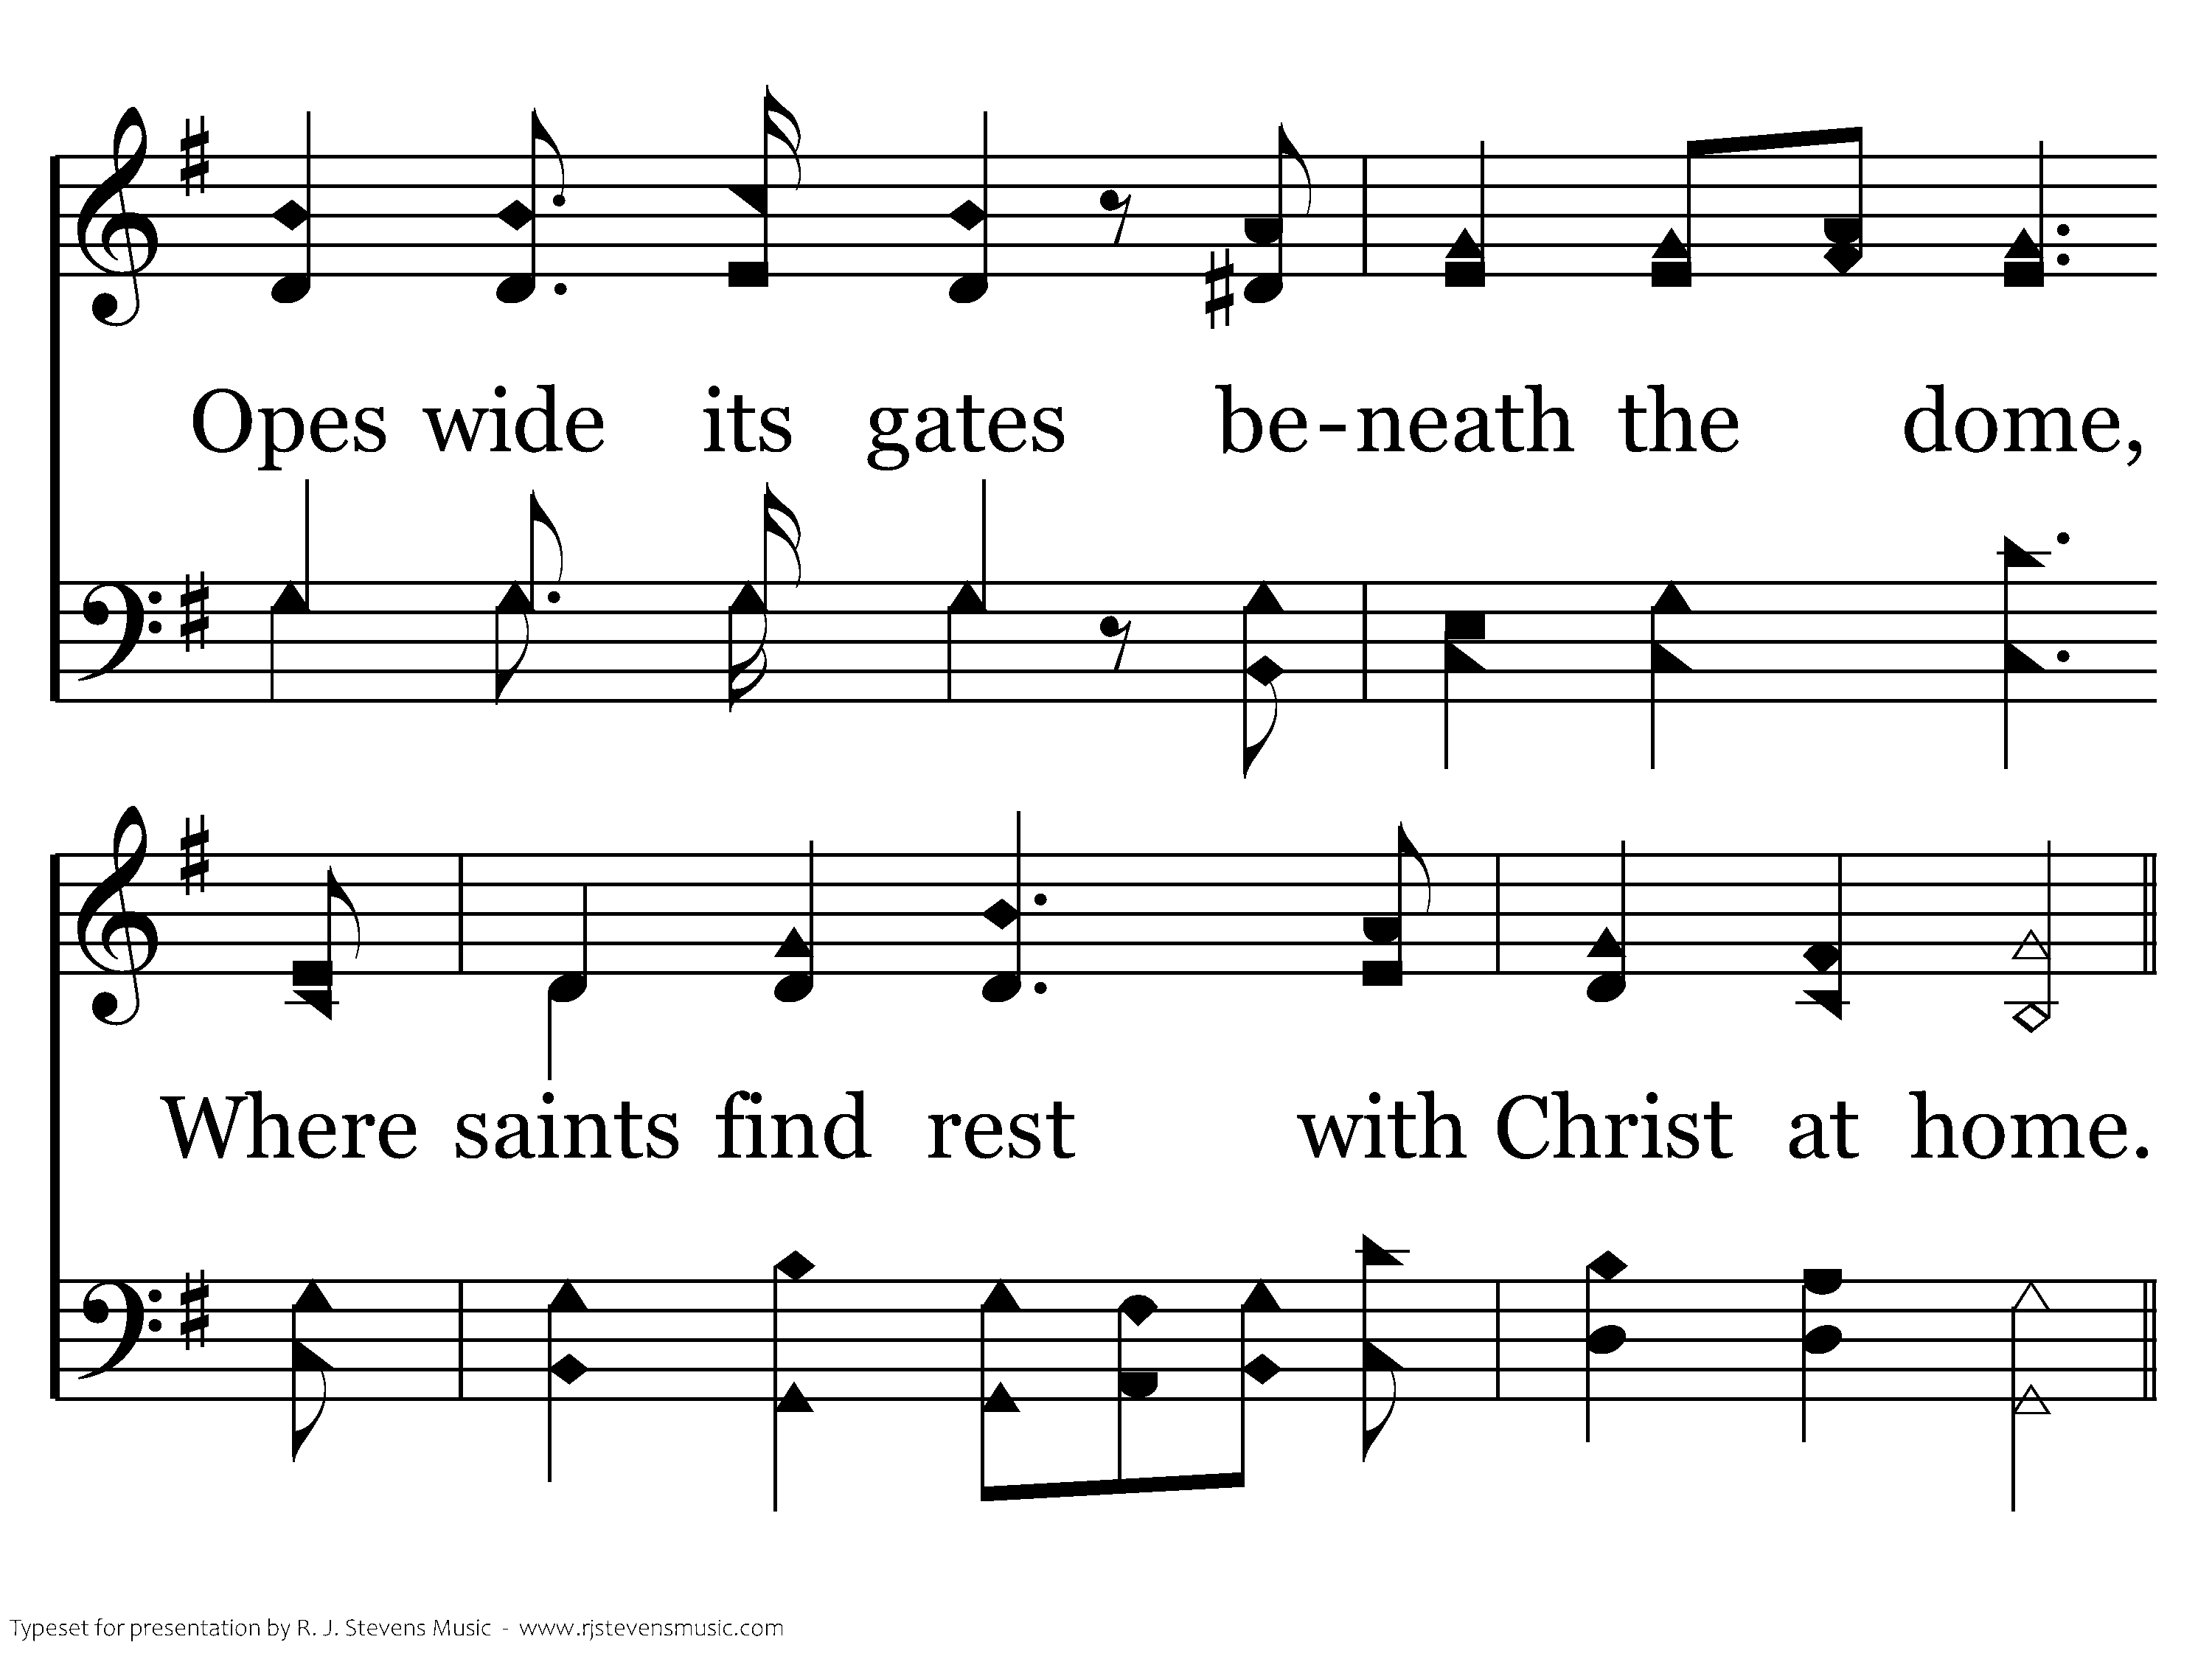 Opes wide its gates be-neath the dome,
Where saints find rest with Christ at home.
Typeset for presentation by R. J. Stevens Music - www.rjstevensmusic.com